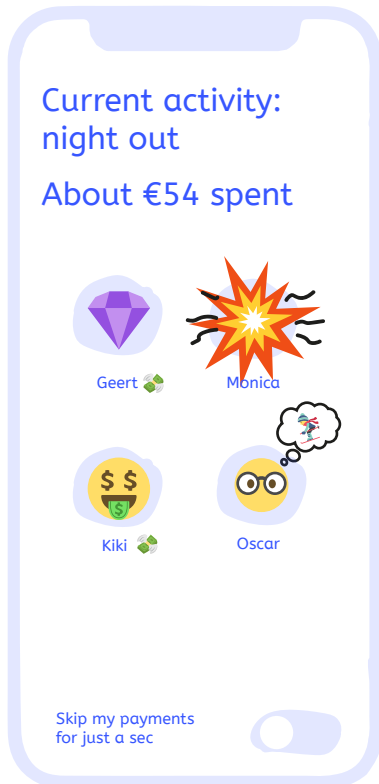 Current activity:
night out
About €54 spent
Geert
Monica
$ $
$
Kiki
Oscar
Skip my payments
for just a sec